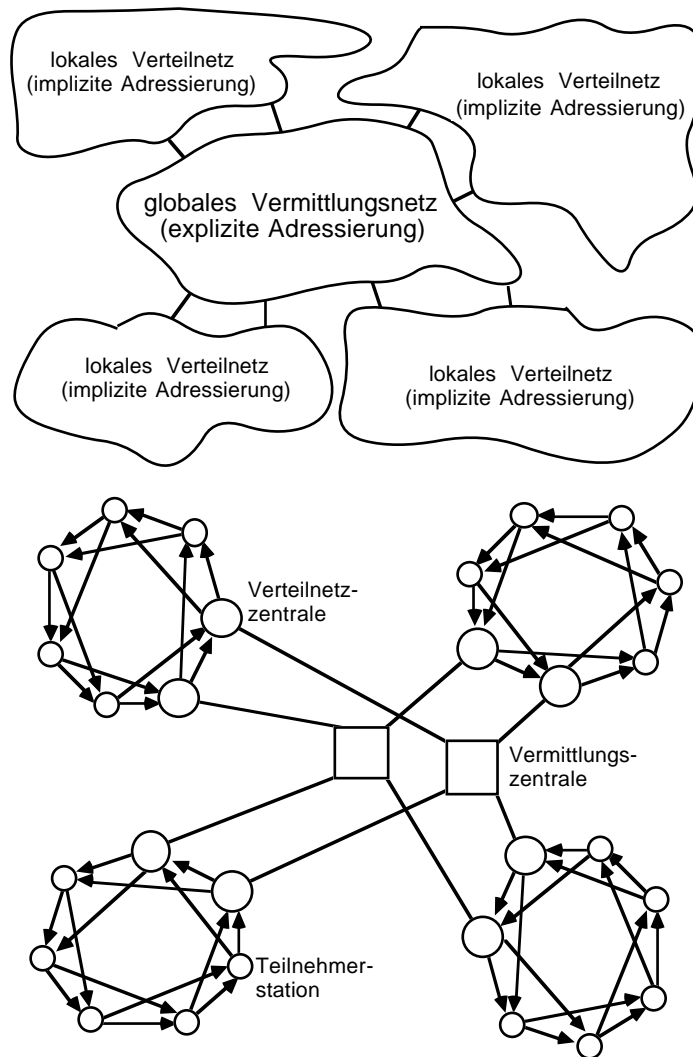 lokales Verteilnetz
(implizite Adressierung)
lokales Verteilnetz
(implizite Adressierung)
globales Vermittlungsnetz
(explizite Adressierung)
lokales Verteilnetz
(implizite Adressierung)
lokales Verteilnetz
(implizite Adressierung)
Verteilnetz-
zentrale
Vermittlungs-
zentrale
Teilnehmer-
station